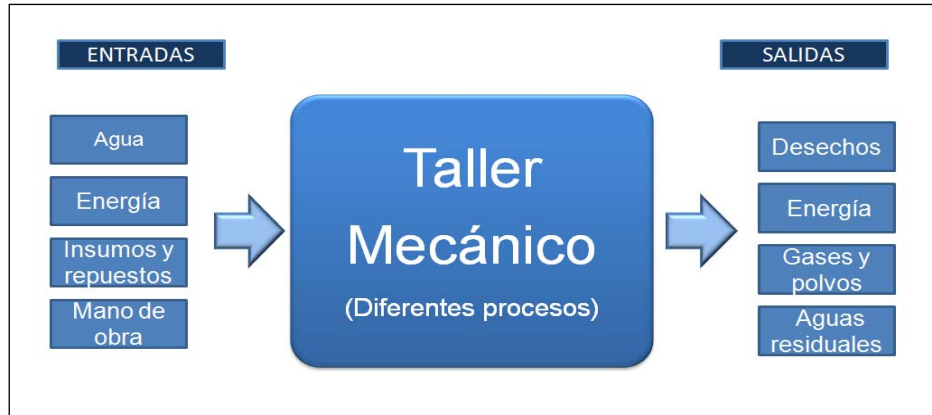 ENTRADAS
Agua
Energía
Insumos y
repuestos
Mano de
obra
Taller
Mecánico
(Diferentes procesos)
SALIDAS
Desechos
Energía
Gases y
polvos
Aguas
residuales